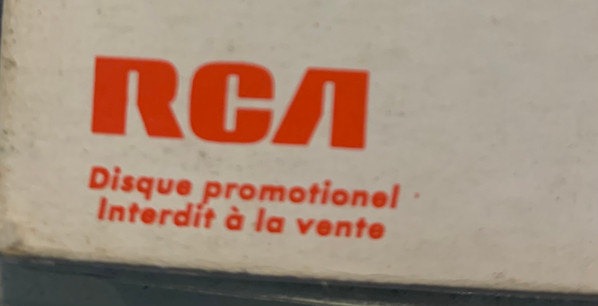 RCA
Disque promotionel
Interdit à la vente